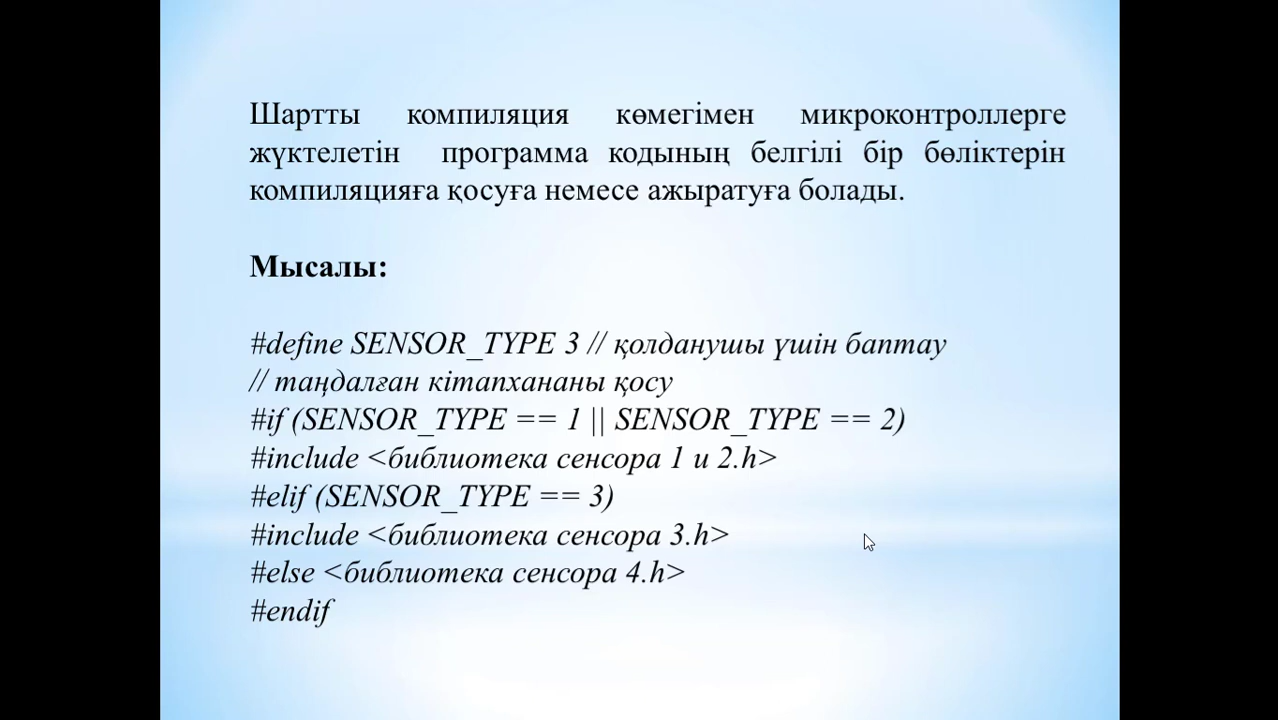 Шартты компиляция көмегімен микроконтроллерге
жүктелетін программа кодының белгілі бір бөліктерін
компиляцияға қосуға немесе ажыратуға болады.
Мысалы:
#define SENSOR_TYPE 3 // қолданушы үшін баптау
// таңдалған кітапхананы қосу
#if (SENSOR_TYPE == 1 || SENSOR_TYPE == 2)
#include <библиотека сенсора 1 и 2.h>
#elif (SENSOR_TYPE == 3)
#include <библиотека сенсора 3.h>
#else <библиотека сенсора 4.h>
#endif